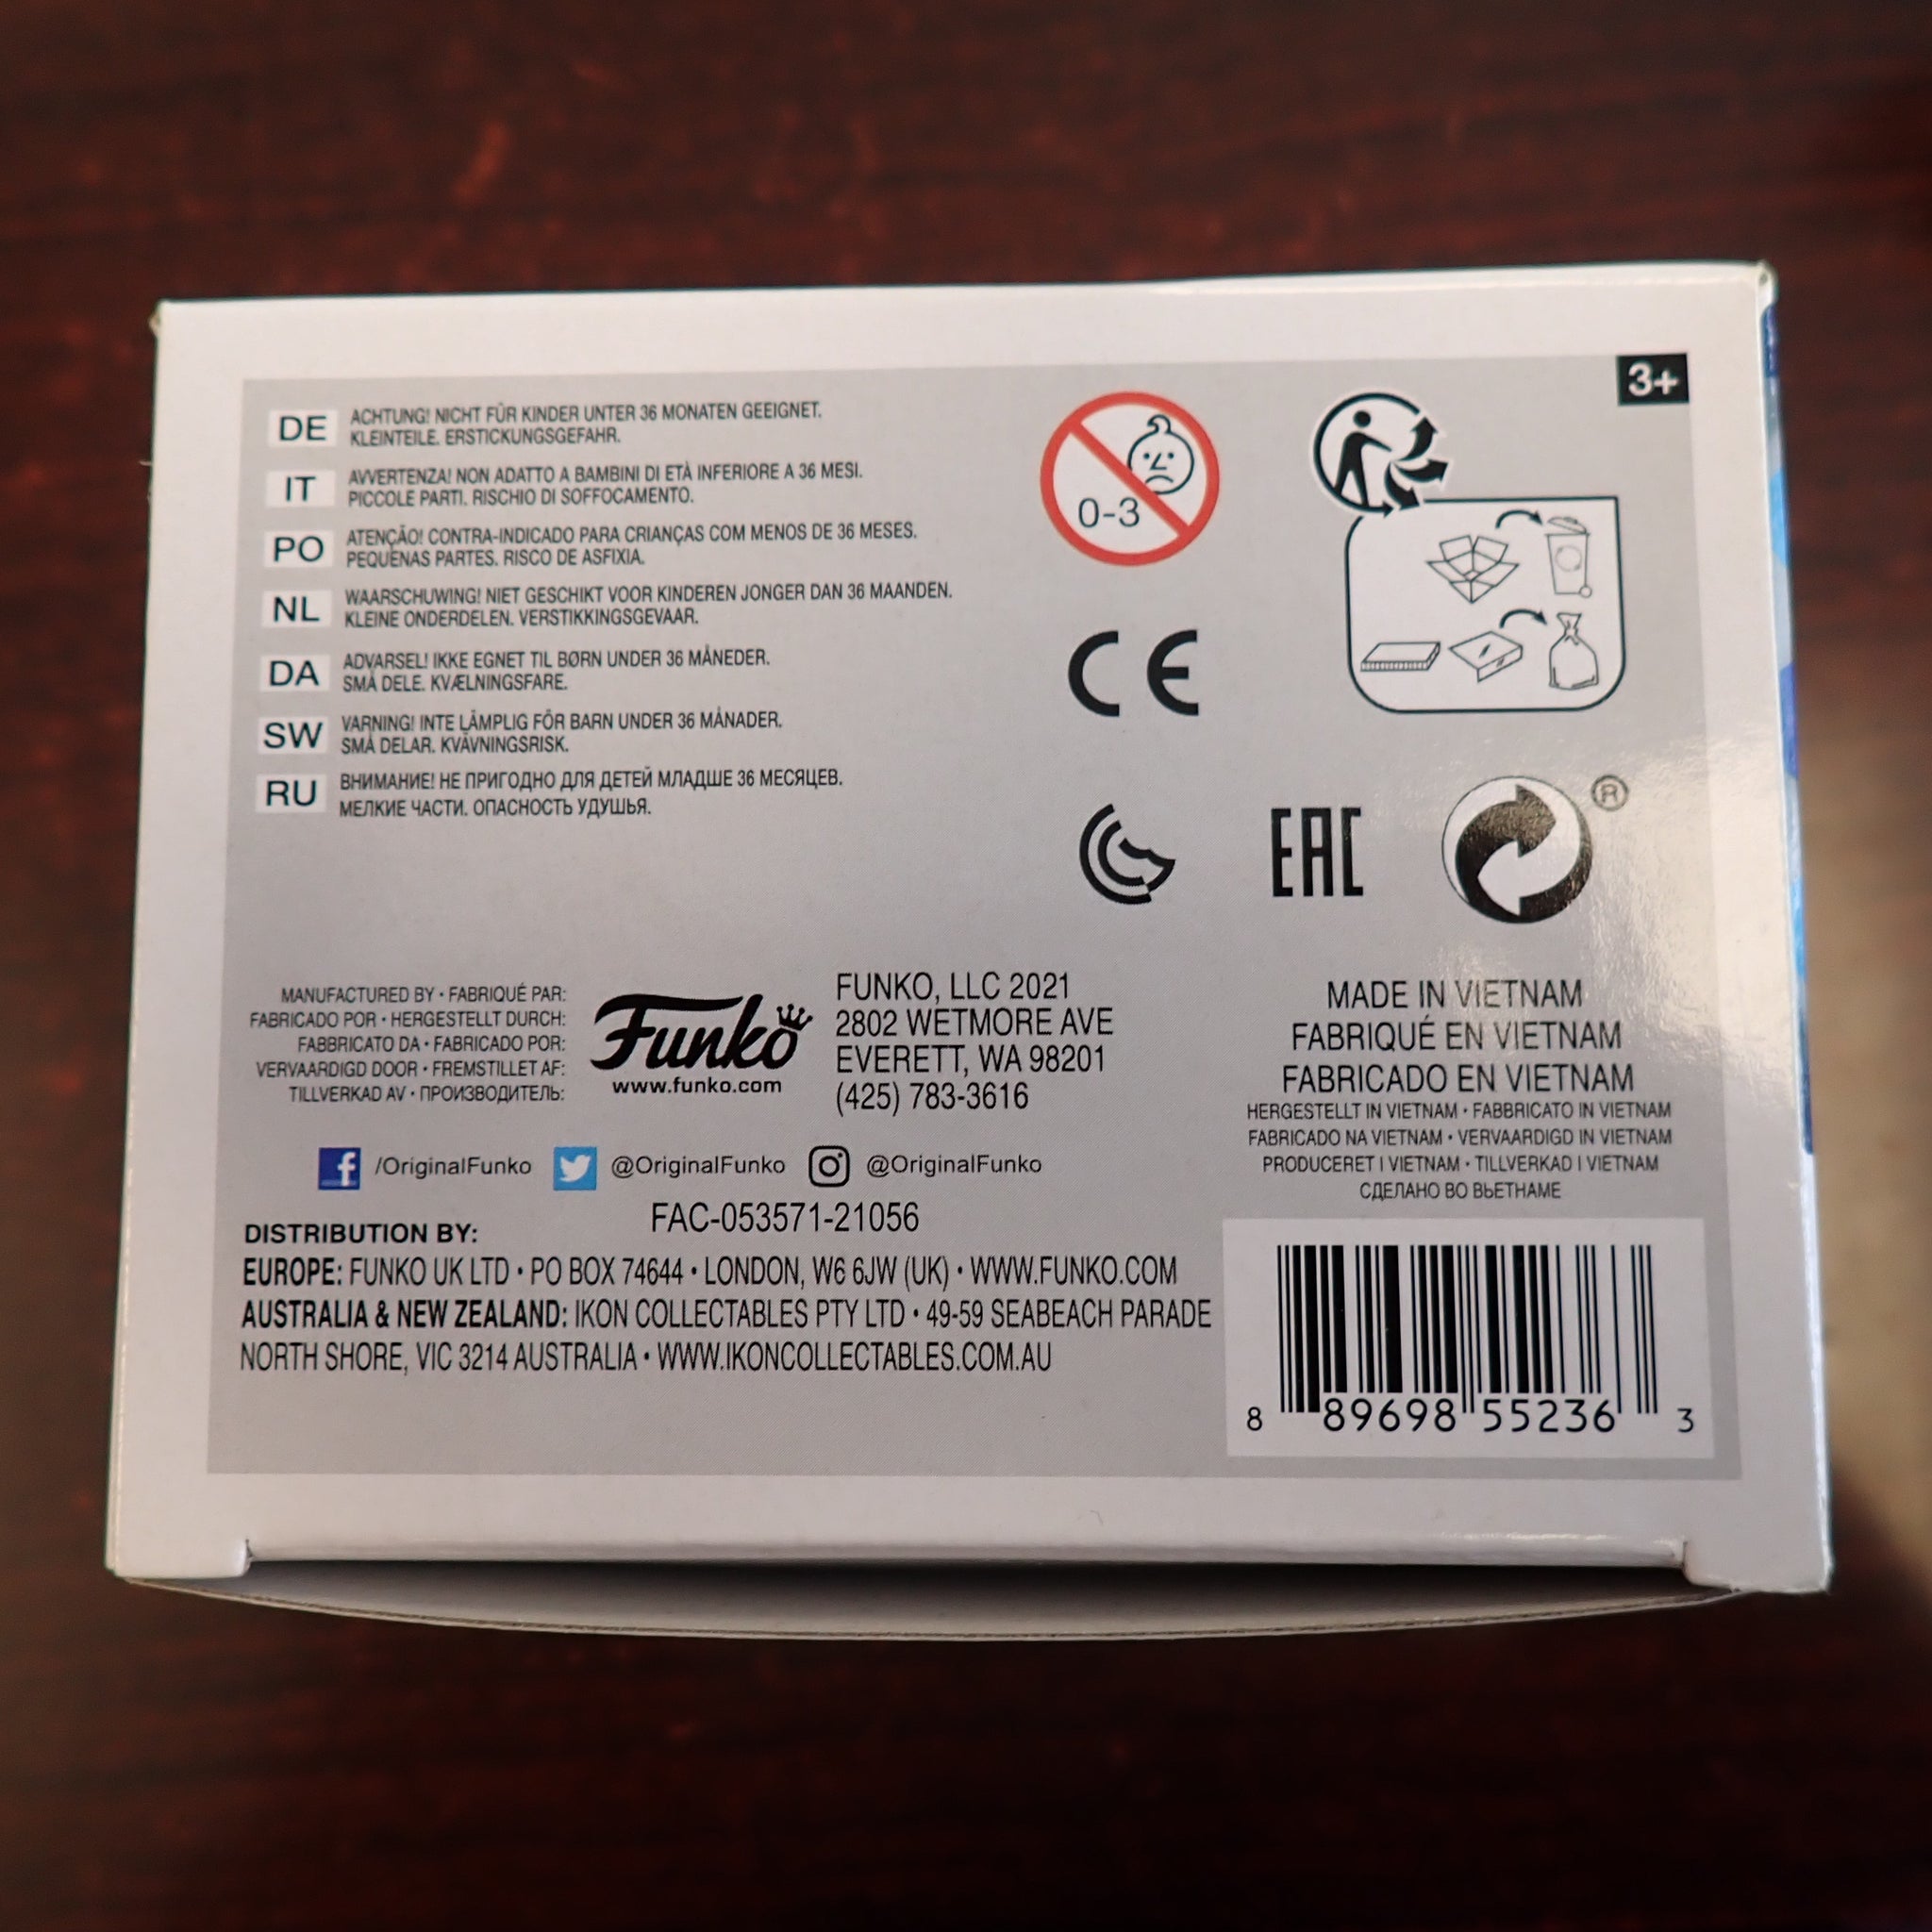 3+
DE
ACHTUNG! NICHT FÜR KINDER UNTER 36 MONATEN GEEIGNET.
KLEINTEILE. ERSTICKUNGSGEFAHR.
IT
AVVERTENZA! NON ADATTO A BAMBINI DI ETÀ INFERIORE A 36 MESI.
PICCOLE PARTI. RISCHIO DI SOFFOCAMENTO.
PO
ATENÇÃO! CONTRA-INDICADO PARA CRIANÇAS COM MENOS DE 36 MESES.
PEQUENAS PARTES. RISCO DE ASFIXIA.
NL
WAARSCHUWING! NIET GESCHIKT VOOR KINDEREN JONGER DAN 36 MAANDEN.
KLEINE ONDERDELEN. VERSTIKKINGSGEVAAR.
DA
ADVARSEL! IKKE EGNET TIL BØRN UNDER 36 MÅNEDER.
SMÅ DELE. KVÆLNINGSFARE.
SW
VARNING! INTE LÄMPLIG FÖR BARN UNDER 36 MÅNADER.
SMÅ DELAR. KVÄVNINGSRISK.
RU
ВНИМАНИЕ! НЕ ПРИГОДНО ДЛЯ ДЕТЕЙ МЛАДШЕ 36 МЕСЯЦЕВ.
МЕЛКИЕ ЧАСТИ. ОПАСНОСТЬ УДУШЬЯ.
0-3
CE
EAC
®
MANUFACTURED BY • FABRIQUÉ PAR:
FABRICADO POR • HERGESTELLT DURCH:
FABBRICATO DA • FABRICADO POR:
VERVAARDIGD DOOR • FREMSTILLET AF:
TILLVERKAD AV • ПРОИЗВОДИТЕЛЬ:
Funko
www.funko.com
FUNKO, LLC 2021
2802 WETMORE AVE
EVERETT, WA 98201
(425) 783-3616
MADE IN VIETNAM
FABRIQUÉ EN VIETNAM
FABRICADO EN VIETNAM
HERGESTELLT IN VIETNAM • FABBRICATO IN VIETNAM
FABRICADO NA VIETNAM • VERVAARDIGD IN VIETNAM
PRODUCERET I VIETNAM • TILLVERKAD I VIETNAM
СДЕЛАНО ВО ВЬЕТНАМЕ
f /OriginalFunko @OriginalFunko @OriginalFunko
FAC-053571-21056
DISTRIBUTION BY:
EUROPE: FUNKO UK LTD • PO BOX 74644 • LONDON, W6 6JW (UK) • WWW.FUNKO.COM
AUSTRALIA & NEW ZEALAND: IKON COLLECTABLES PTY LTD • 49-59 SEABEACH PARADE
NORTH SHORE, VIC 3214 AUSTRALIA • WWW.IKONCOLLECTABLES.COM.AU
8 89698 55236 3